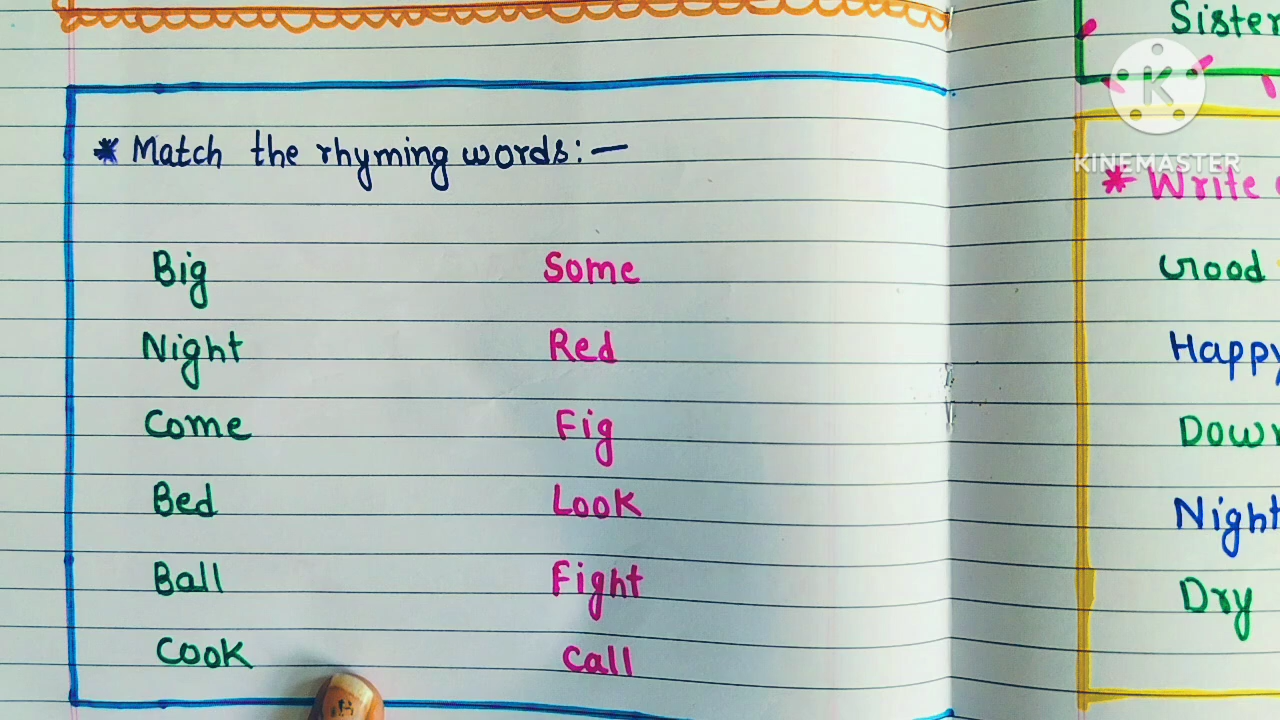 * Match the rhyming words:-
Big Some
Night Red
Come Fig
Bed Look
Ball Fight
Cook Call
Sister
K
KINEMASTER
* Write
Good
Happy
Night
Dry